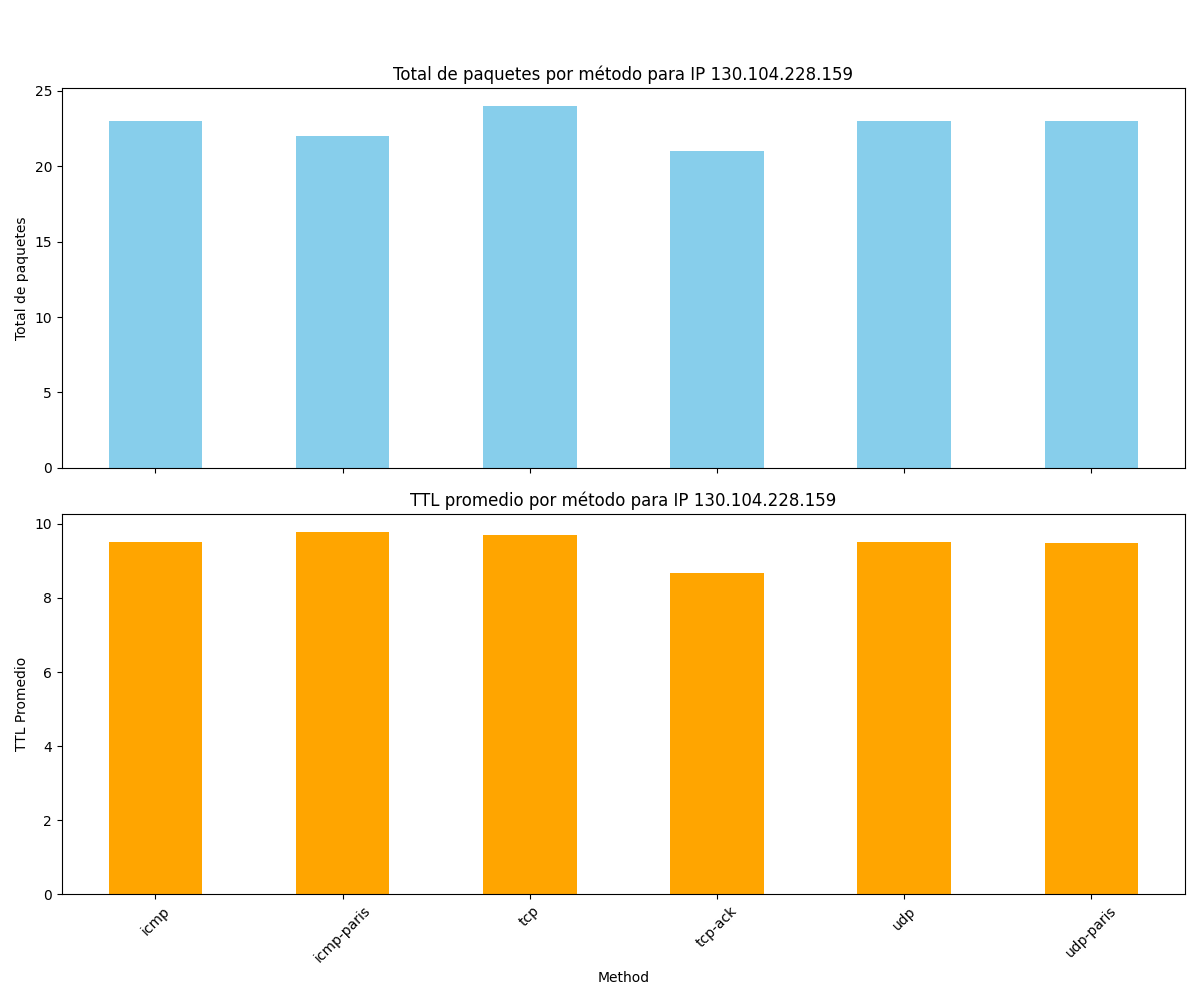 Total de paquetes por método para IP 130.104.228.159
25
20
15
10
5
0
Total de paquetes
TTL promedio por método para IP 130.104.228.159
10
8
6
4
2
0
TTL Promedio
icmp
icmp-paris
tcp
tcp-ack
udp
udp-paris
Method